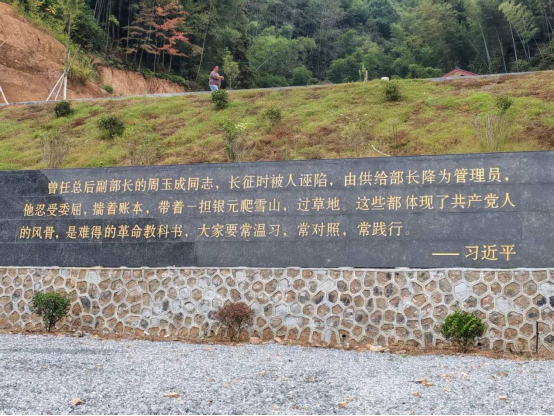 曾任总后副部长的周玉成同志，长征时被人诬陷，由供给部长降为管理员，
他忍受委屈，揣着账本，带着一担银元爬雪山，过草地。这些都体现了共产党人
的风骨，是难得的革命教科书，大家要常温习、常对照、常践行。
——习近平